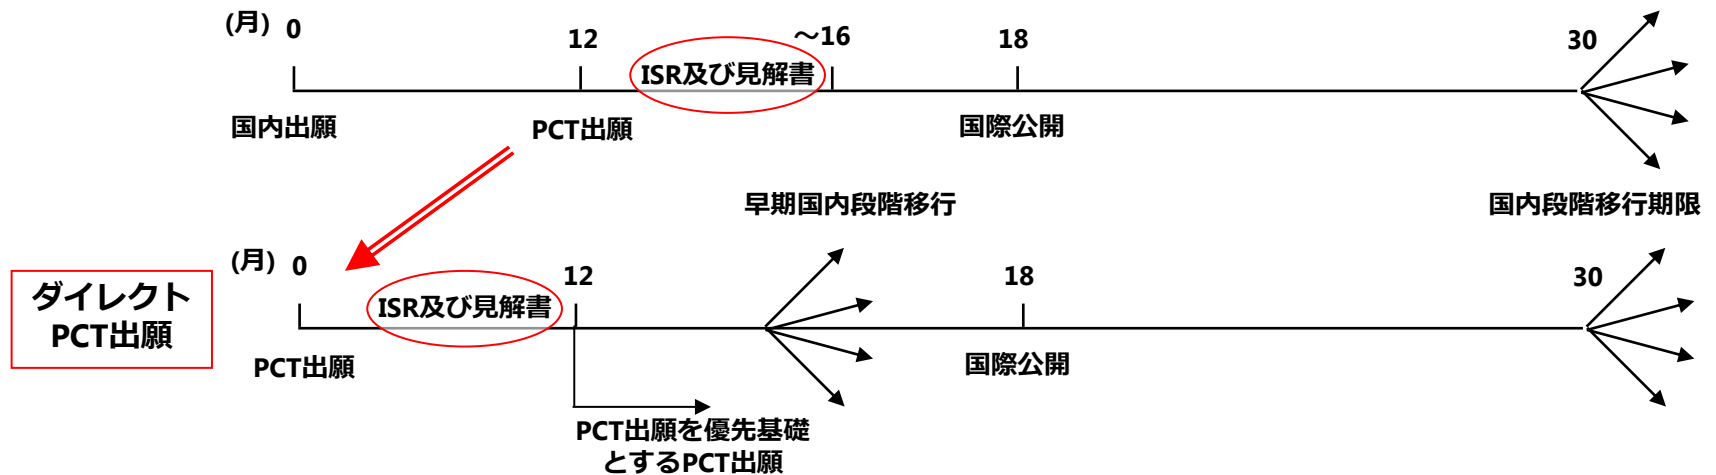 (月) 0
12
～16
18
30
ISR及び見解書
国内出願
PCT出願
国際公開
早期国内段階移行
国内段階移行期限
(月) 0
12
18
30
ダイレクト
PCT出願
ISR及び見解書
PCT出願
国際公開
PCT出願を優先基礎
とするPCT出願